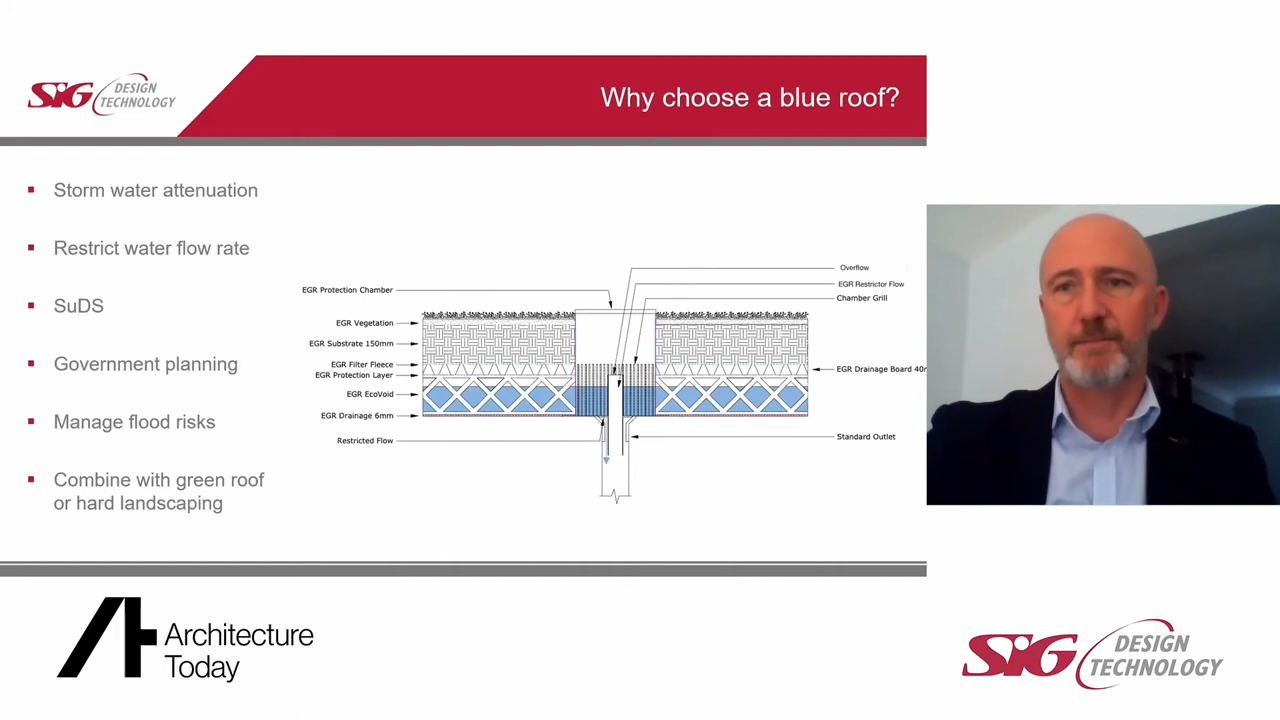 SIG DESIGN
TECHNOLOGY
Why choose a blue roof?
Storm water attenuation
Restrict water flow rate
SuDS
Government planning
Manage flood risks
Combine with green roof
or hard landscaping
EGR Protection Chamber
EGR Vegetation
EGR Substrate 150mm
EGR Filter Fleece
EGR Protection Layer
EGR EcoVoid
EGR Drainage 6mm
Restricted Flow
Overflow
EGR Restrictor Flow
Chamber Grill
EGR Drainage Board 40m
Standard Outlet
Architecture
Today
SIG DESIGN
TECHNOLOGY